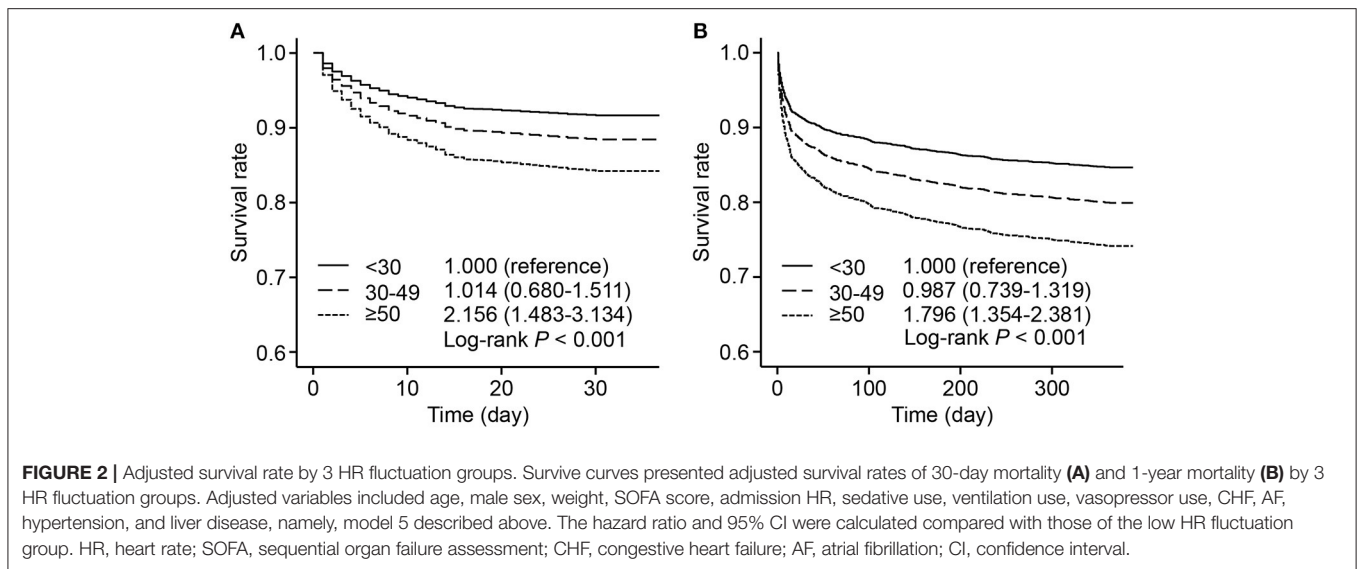 A
1.0
0.9
0.8
0.7
0.6
Survival rate
<30 1.000 (reference)
30-49 1.014 (0.680-1.511)
≥50 2.156 (1.483-3.134)
Log-rank P < 0.001
0 10 20 30
Time (day)
B
1.0
0.9
0.8
0.7
0.6
Survival rate
<30 1.000 (reference)
30-49 0.987 (0.739-1.319)
≥50 1.796 (1.354-2.381)
Log-rank P < 0.001
0 100 200 300
Time (day)
FIGURE 2 | Adjusted survival rate by 3 HR fluctuation groups. Survive curves presented adjusted survival rates of 30-day mortality (A) and 1-year mortality (B) by 3
HR fluctuation groups. Adjusted variables included age, male sex, weight, SOFA score, admission HR, sedative use, ventilation use, vasopressor use, CHF, AF,
hypertension, and liver disease, namely, model 5 described above. The hazard ratio and 95% CI were calculated compared with those of the low HR fluctuation
group. HR, heart rate; SOFA, sequential organ failure assessment; CHF, congestive heart failure; AF, atrial fibrillation; CI, confidence interval.